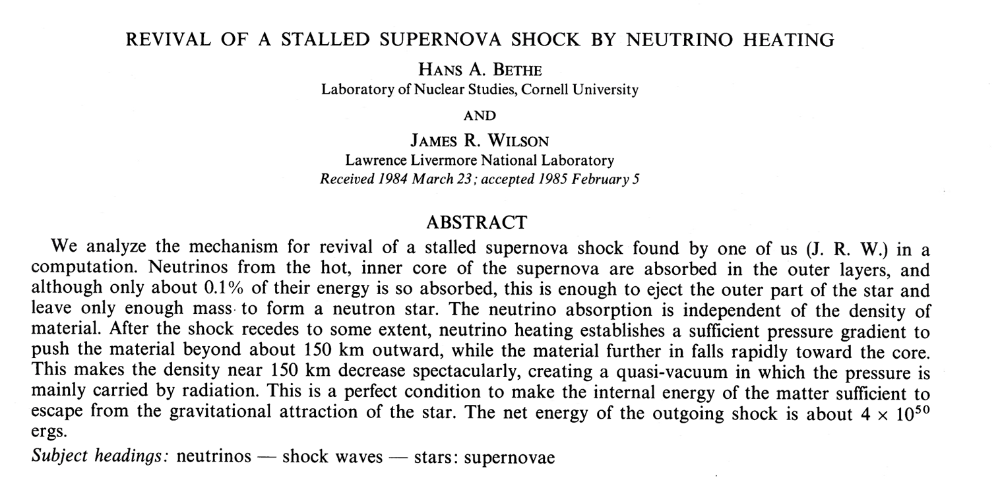 REVIVAL OF A STALLED SUPERNOVA SHOCK BY NEUTRINO HEATING
HANS A. BETHE
Laboratory of Nuclear Studies, Cornell University
AND
JAMES R. WILSON
Lawrence Livermore National Laboratory
Received 1984 March 23; accepted 1985 February 5
ABSTRACT
We analyze the mechanism for revival of a stalled supernova shock found by one of us (J. R. W.) in a
computation. Neutrinos from the hot, inner core of the supernova are absorbed in the outer layers, and
although only about 0.1% of their energy is so absorbed, this is enough to eject the outer part of the star and
leave only enough mass to form a neutron star. The neutrino absorption is independent of the density of
material. After the shock recedes to some extent, neutrino heating establishes a sufficient pressure gradient to
push the material beyond about 150 km outward, while the material further in falls rapidly toward the core.
This makes the density near 150 km decrease spectacularly, creating a quasi-vacuum in which the pressure is
mainly carried by radiation. This is a perfect condition to make the internal energy of the matter sufficient to
escape from the gravitational attraction of the star. The net energy of the outgoing shock is about 4 × 10⁵⁰
ergs.
Subject headings: neutrinos — shock waves — stars: supernovae